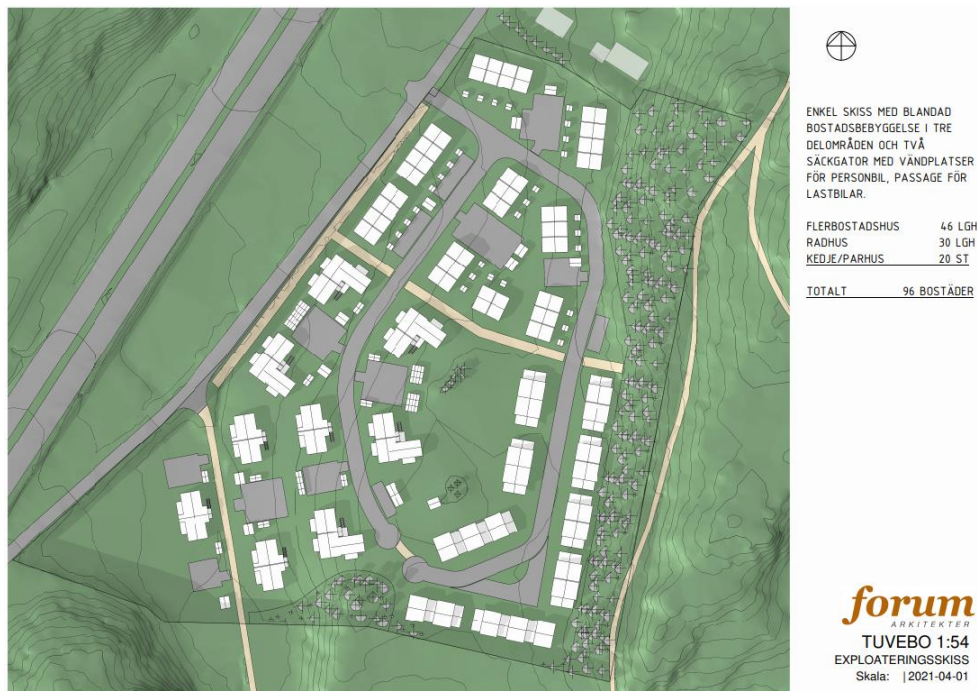 ENKEL SKISS MED BLANDAD
BOSTADSBEBYGGELSE I TRE
DELOMRÅDEN OCH TVÅ
SÄCKGATOR MED VÄNDPLATSER
FÖR PERSONBIL, PASSAGE FÖR
LASTBILAR.
FLERBOSTADSHUS 46 LGH
RADHUS 30 LGH
KEDJE/PARHUS 20 ST
TOTALT 96 BOSTÄDER
forum
ARKITEKTER
TUVEBO 1:54
EXPLOATERINGSSKISS
Skala: | 2021-04-01